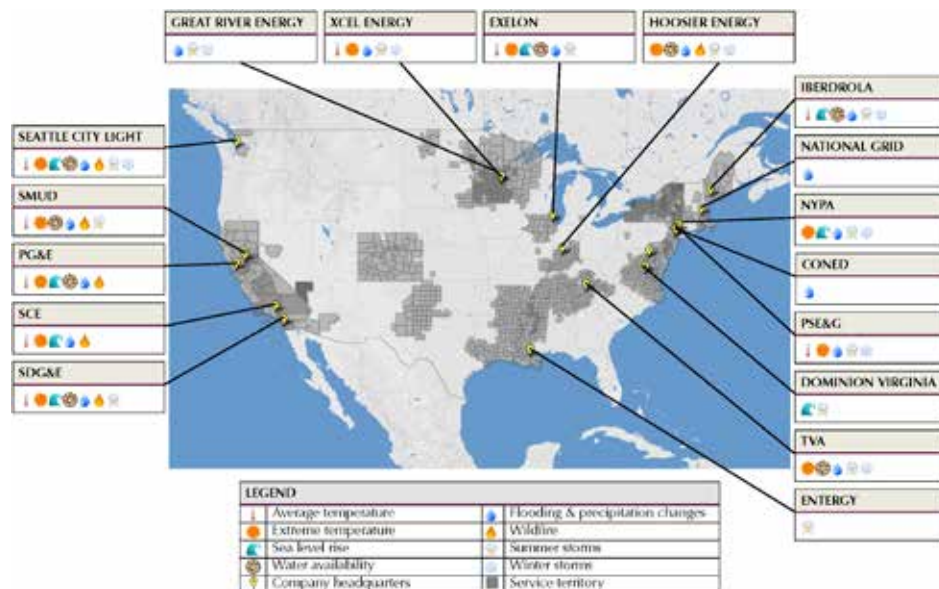 GREAT RIVER ENERGY
XCEL ENERGY
EXELON
HOOSIER ENERGY
IBERDROLA
SEATTLE CITY LIGHT
NATIONAL GRID
SMUD
NYPA
PG&E
CONED
SCE
PSE&G
SDG&E
DOMINION VIRGINIA
TVA
ENTERGY
LEGEND
Average temperature
Flooding & precipitation changes
Extreme temperature
Wildfire
Sea level rise
Summer storms
Water availability
Winter storms
Company headquarters
Service territory